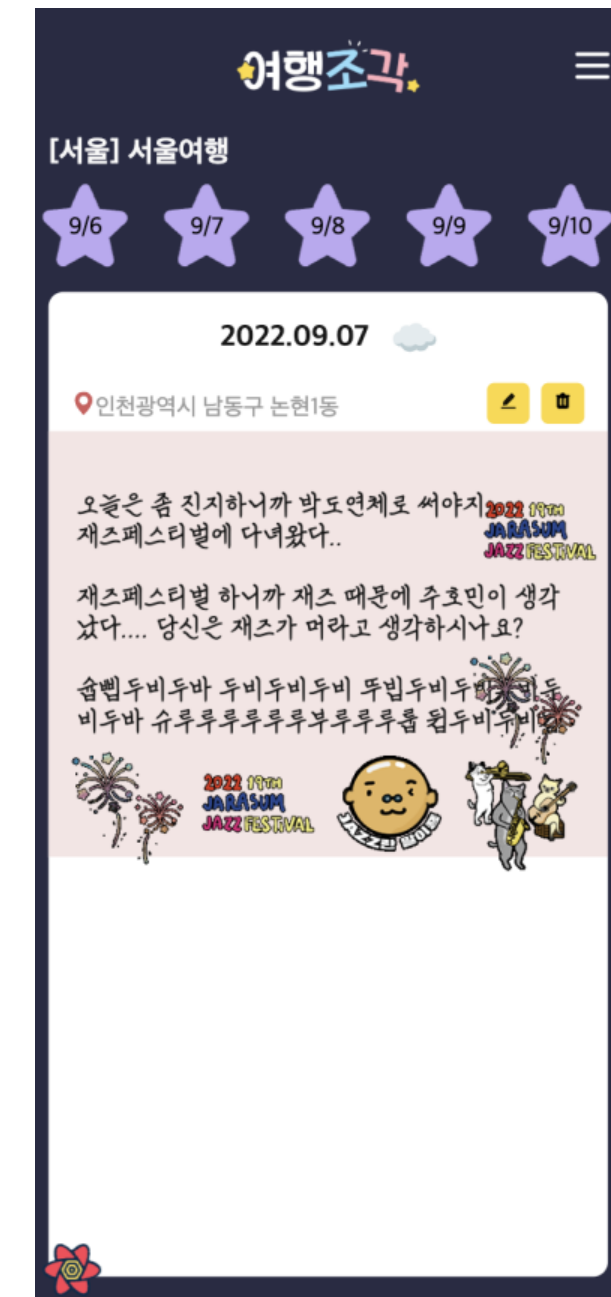 여행조각
[서울] 서울여행
9/6 9/7 9/8 9/9 9/10
2022.09.07
인천광역시 남동구 논현1동
오늘은 좀 진지하니까 박도연체로 써야지
재즈페스티벌에 다녀왔다..
2022 19TH
JARASUM
JAZZ FESTIVAL
재즈페스티벌 하니까 재즈 때문에 주호민이 생각
났다.... 당신은 재즈가 머라고 생각하시나요?
숩삡두비두바 두비두비두비 뚜빕두비두
비두바 슈루루루루루루부루루루룹 윕두비두비
2022 19TH
JARASUM
JAZZ FESTIVAL